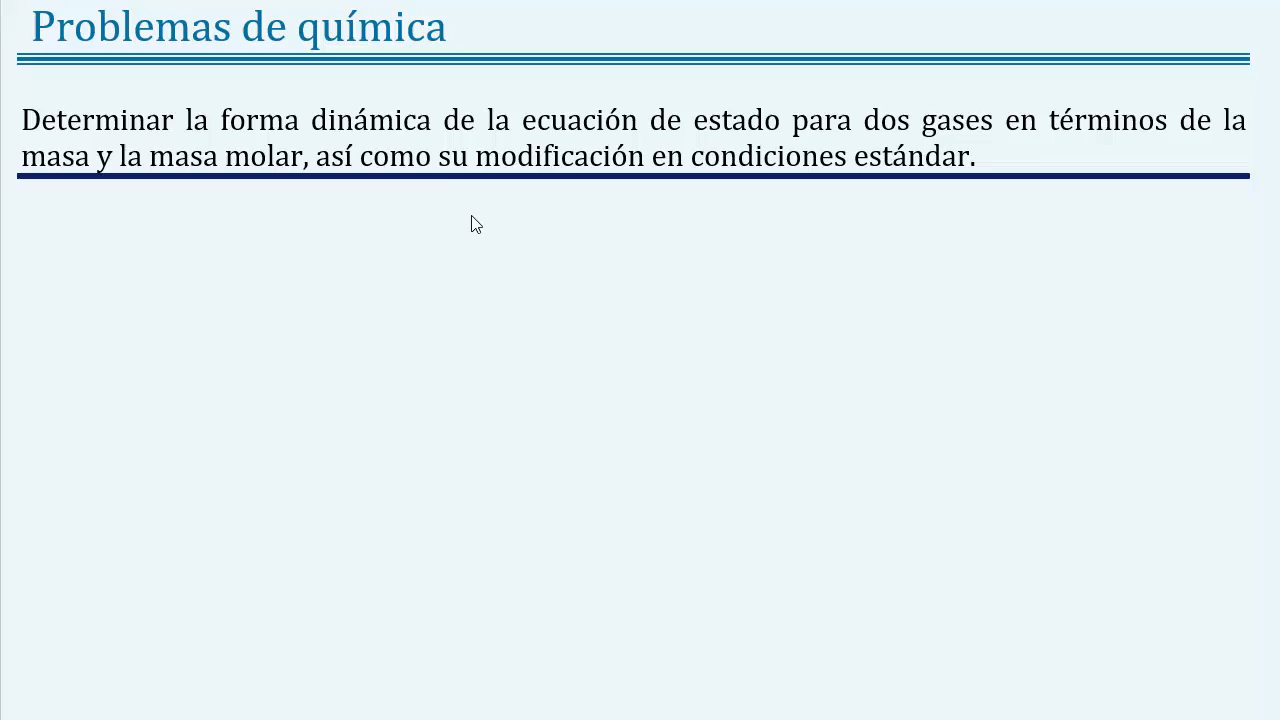 Problemas de química
Determinar la forma dinámica de la ecuación de estado para dos gases en términos de la
masa y la masa molar, así como su modificación en condiciones estándar.